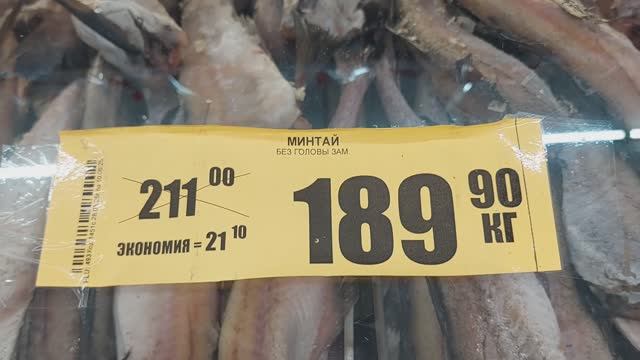 МИНТАЙ
БЕЗ ГОЛОВЫ ЗАМ.
211 00
ЭКОНОМИЯ = 21 10
189 90
КГ